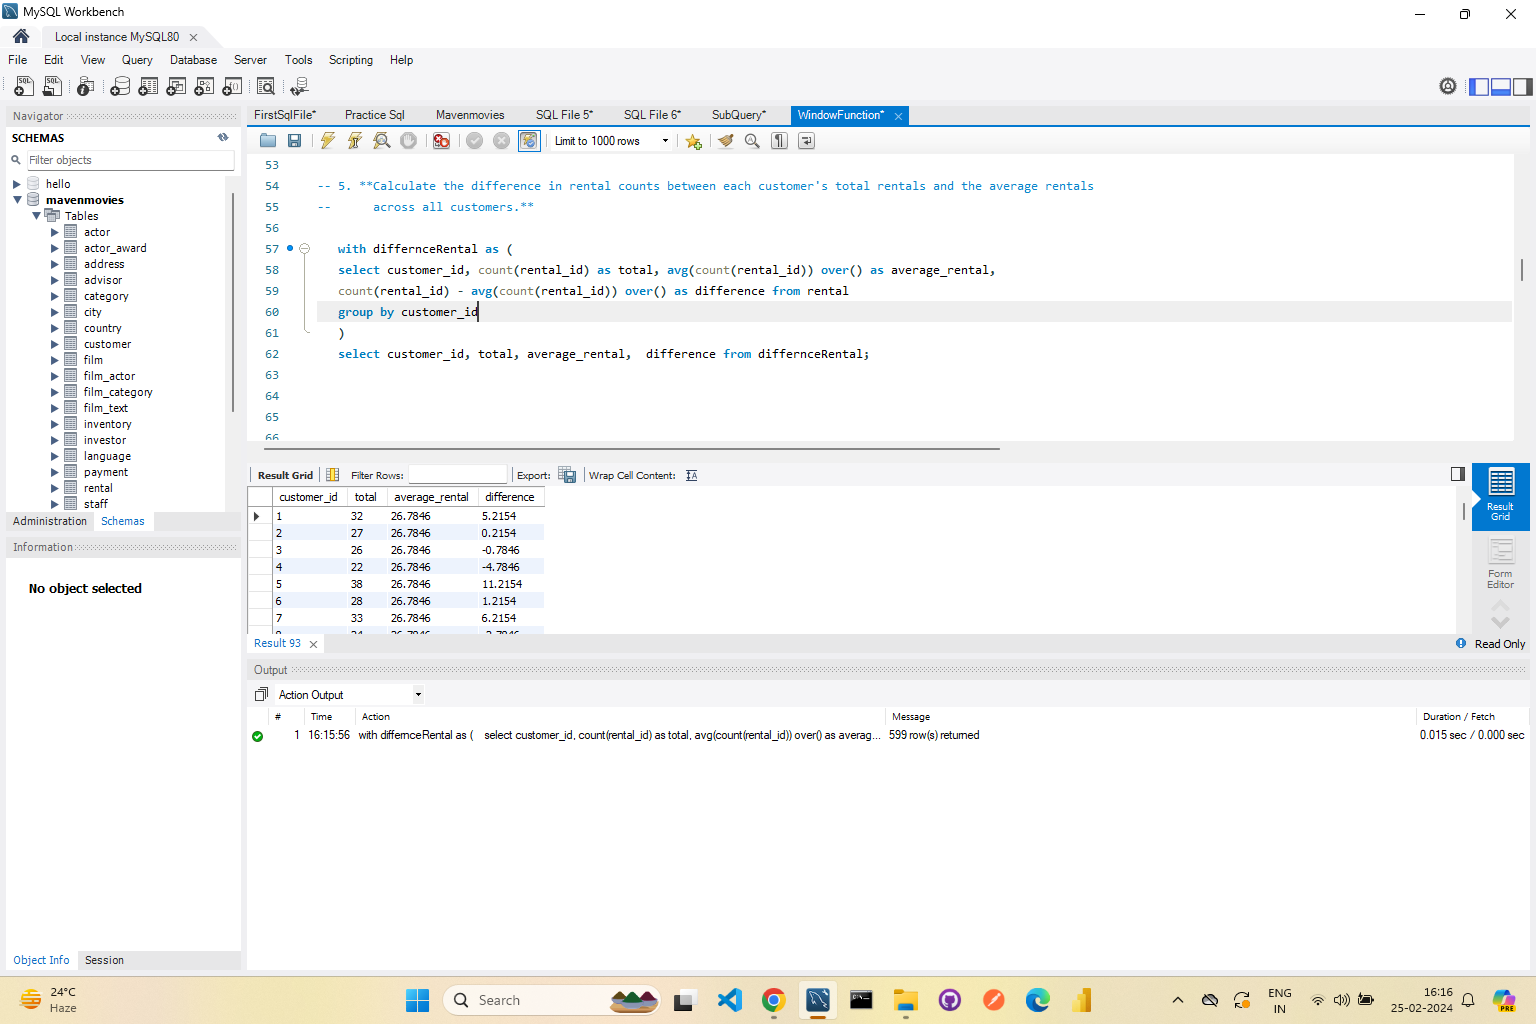 MySQL Workbench
Local instance MySQL80
File Edit View Query Database Server Tools Scripting Help
Navigator
SCHEMAS
Filter objects
hello
mavenmovies
Tables
actor
actor_award
address
advisor
category
city
country
customer
film
film_actor
film_category
film_text
inventory
investor
language
payment
rental
staff
Administration Schemas
Information
No object selected
Object Info Session
FirstSqlFile* Practice Sql Mavenmovies SQL File 5* SQL File 6* SubQuery* WindowFunction*
Limit to 1000 rows
53
54 -- 5. **Calculate the difference in rental counts between each customer's total rentals and the average rentals
55 -- across all customers.**
56
57 with differnceRental as (
58 select customer_id, count(rental_id) as total, avg(count(rental_id)) over() as average_rental,
59 count(rental_id) - avg(count(rental_id)) over() as difference from rental
60 group by customer_id
61 )
62 select customer_id, total, average_rental, difference from differnceRental;
63
64
65
66
Result Grid Filter Rows: Export: Wrap Cell Content:
customer_id total average_rental difference
1 32 26.7846 5.2154
2 27 26.7846 0.2154
3 26 26.7846 -0.7846
4 22 26.7846 -4.7846
5 38 26.7846 11.2154
6 28 26.7846 1.2154
7 33 26.7846 6.2154
Result Grid
Form Editor
Result 93
Read Only
Output
Action Output
# Time Action Message Duration / Fetch
1 16:15:56 with differnceRental as ( select customer_id, count(rental_id) as total, avg(count(rental_id)) over() as averag... 599 row(s) returned 0.015 sec / 0.000 sec
24°C
Haze
Search
PRE
ENG
IN
16:16
25-02-2024